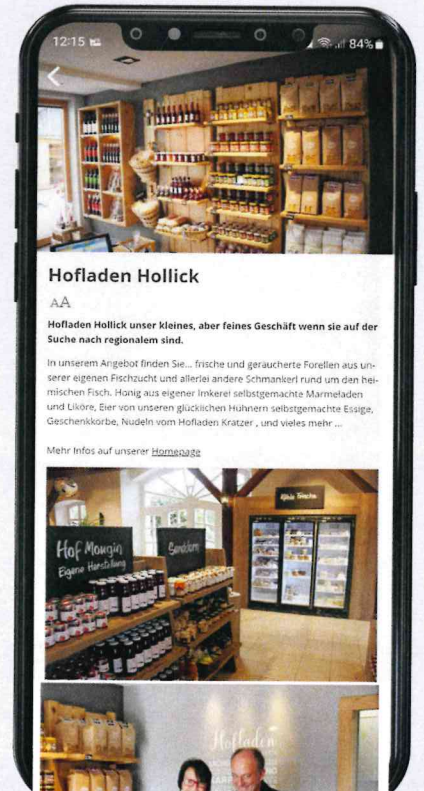 12:15
84%
Hofladen Hollick
AA
Hofladen Hollick unser kleines, aber feines Geschäft wenn sie auf der
Suche nach regionalem sind.
In unserem Angebot finden Sie... frische und geräucherte Forellen aus un-
serer eigenen Fischzucht und allerlei andere Schmankerl rund um den hei-
mischen Fisch. Honig aus eigener Imkerei selbstgemachte Marmeladen
und Liköre, Eier von unseren glücklichen Hühnern selbstgemachte Essige,
Geschenkkörbe, Nudeln vom Hofladen Kratzer , und vieles mehr ...
Mehr Infos auf unserer Homepage
Hof Mougin
Eigene Herstellung
Sanddorn
Kühle Frische
Hofladen